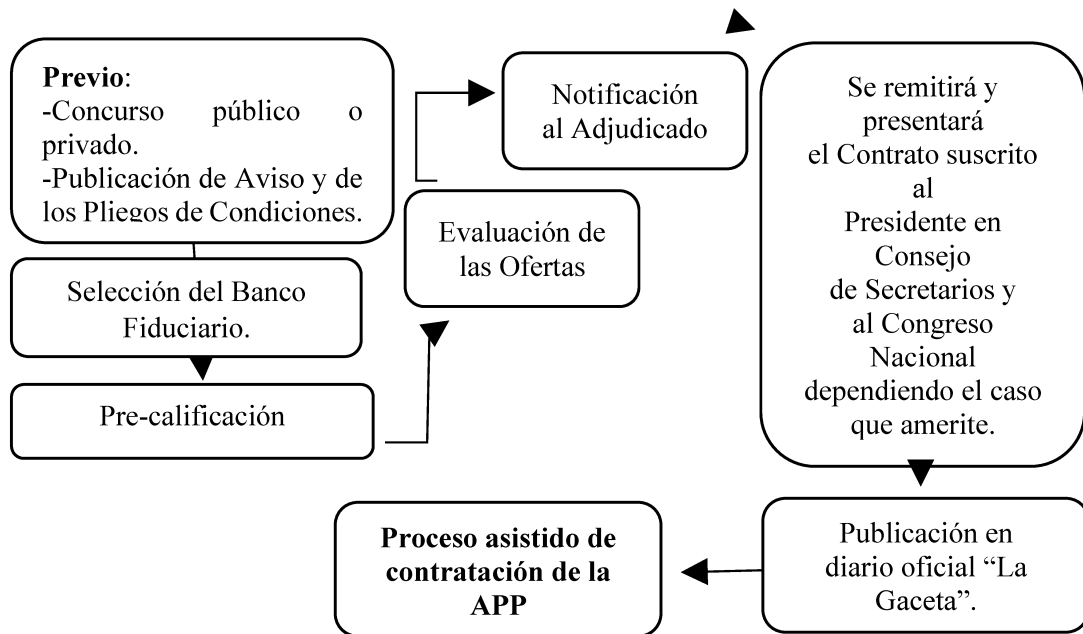 Previo:
-Concurso público o
privado.
-Publicación de Aviso y de
los Pliegos de Condiciones.
Selección del Banco
Fiduciario.
Pre-calificación
Evaluación de
las Ofertas
Notificación
al Adjudicado
Se remitirá y
presentará
el Contrato suscrito
al
Presidente en
Consejo
de Secretarios y
al Congreso
Nacional
dependiendo el caso
que amerite.
Publicación en
diario oficial “La
Gaceta”.
Proceso asistido de
contratación de la
APP